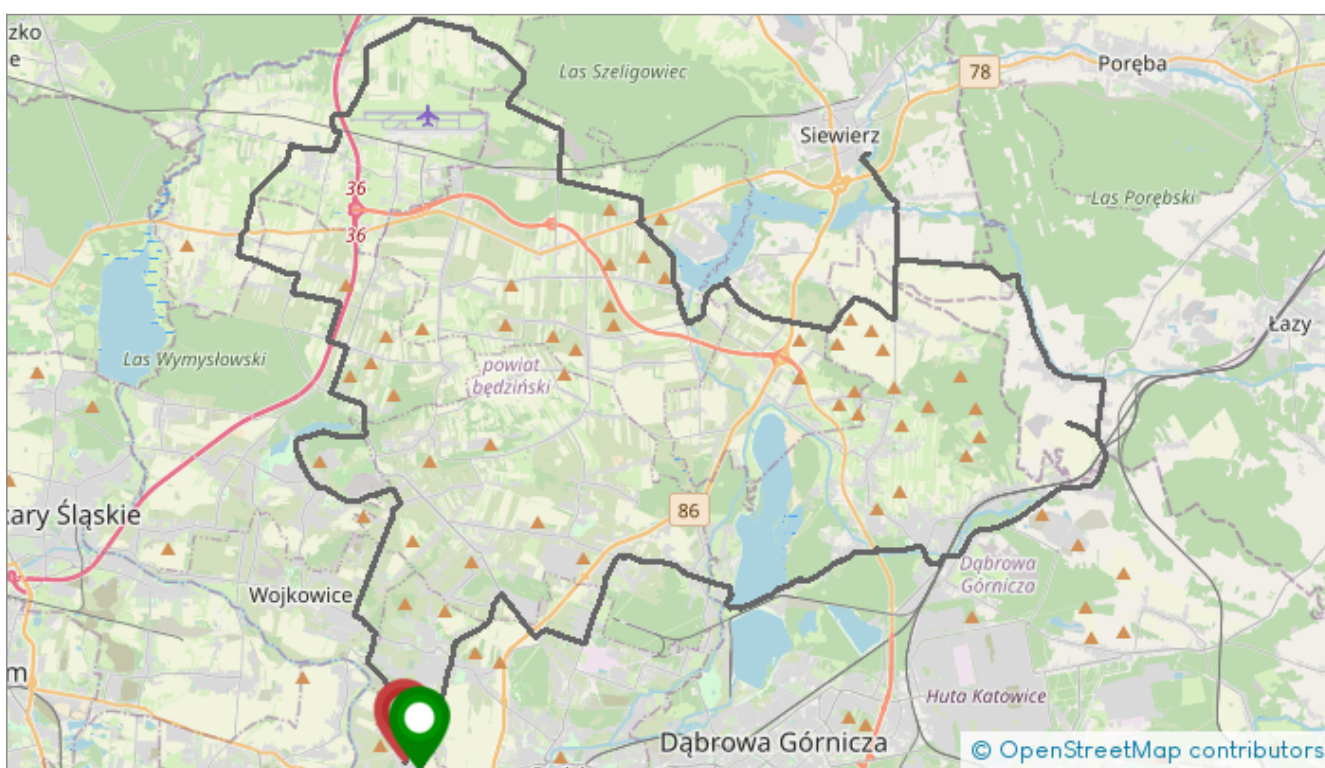 zko
e
Las Szeligowiec
78
Poręba
Siewierz
36
36
Las Porębski
Las Wymysłowski
powiat
będziński
Łazy
86
tary Śląskie
Dąbrowa
Górnicza
Wojkowice
m
Huta Katowice
Dąbrowa Górnicza
© OpenStreetMap contributors